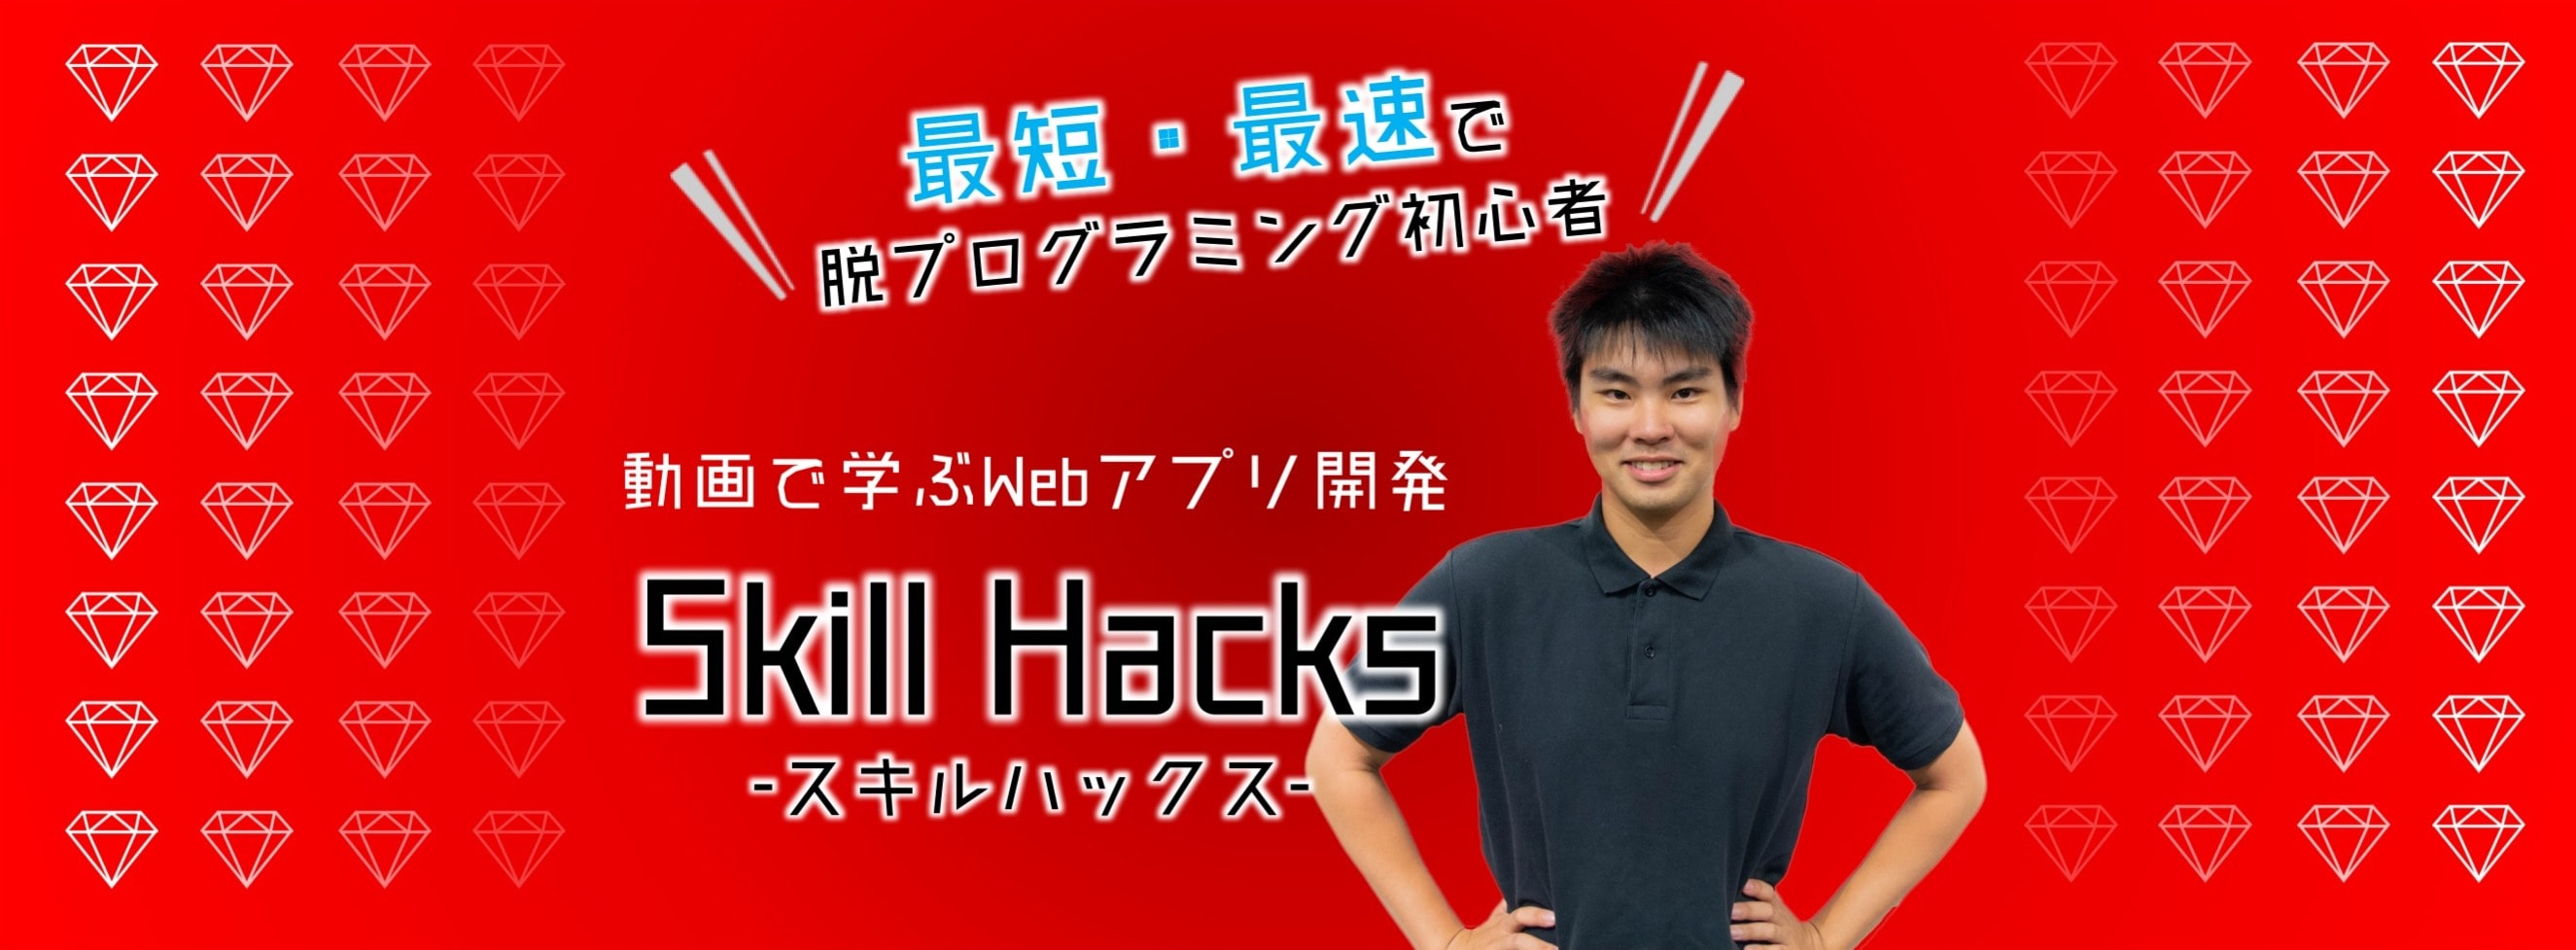 最短・最速で
脱プログラミング初心者
動画で学ぶWebアプリ開発
Skill Hacks
-スキルハックス-